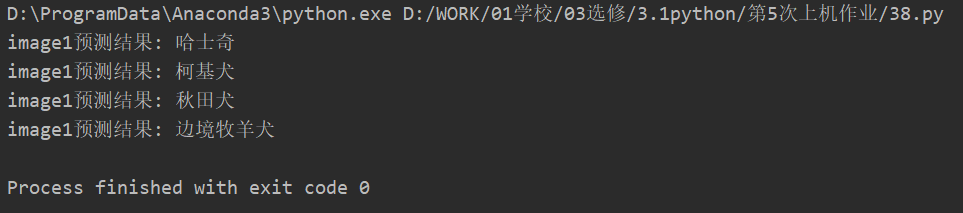 D:\ProgramData\Anaconda3\python.exe D:/WORK/01学校/03选修/3.1python/第5次上机作业/38.py
image1预测结果: 哈士奇
image1预测结果: 柯基犬
image1预测结果: 秋田犬
image1预测结果: 边境牧羊犬
Process finished with exit code 0